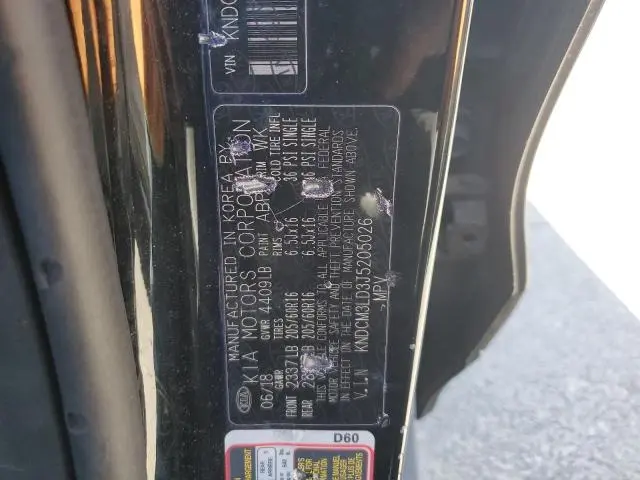 VIN KNDC
MANUFACTURED IN KOREA BY
KIA MOTORS CORPORATION
06/18 GVWR 4409LB PAINT ABP TRIM WK
GAWR TIRES RIMS COLD TIRE INFL
FRONT 2337LB 205/60R16 6.5Jx16 36 PSI SINGLE
REAR 205/60R16 6.5Jx16 PSI SINGLE
THIS CONFORMS TO ALL APPLICABLE FEDERAL
MOTOR SAFETY AND THEFT PREVENTION STANDARDS
IN EFFECT ON THE DATE OF MANUFACTURE SHOWN ABOVE.
V.I.N KNDCM3LD3J5205026
MPV
KIA
D60